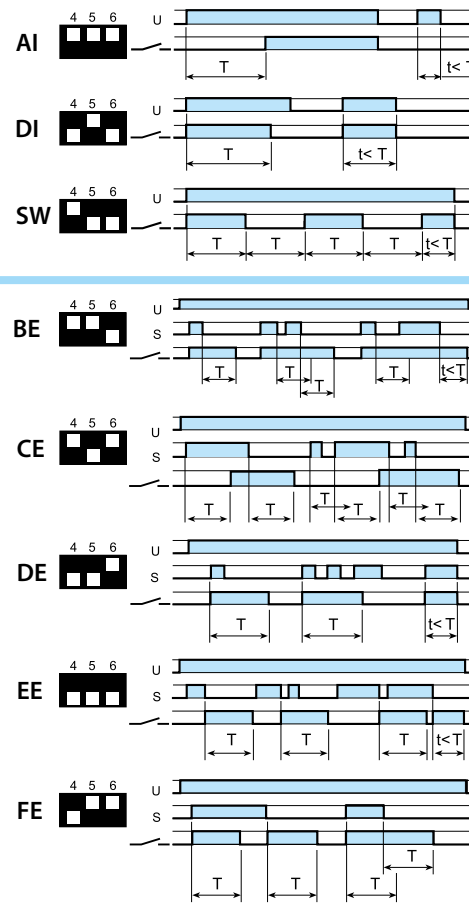 4 5 6 U
AI T t< T
4 5 6
DI U
T t< T
4 5 6 U
SW
T T T T t< T
U
4 5 6 S
BE
T T T t<T
T
U
4 5 6 S
CE
T T
T T T T
4 5 6 U
DE S
T T t< T
4 5 6 U
EE S
T T T t<T
4 5 6 U
FE S
T
T T T